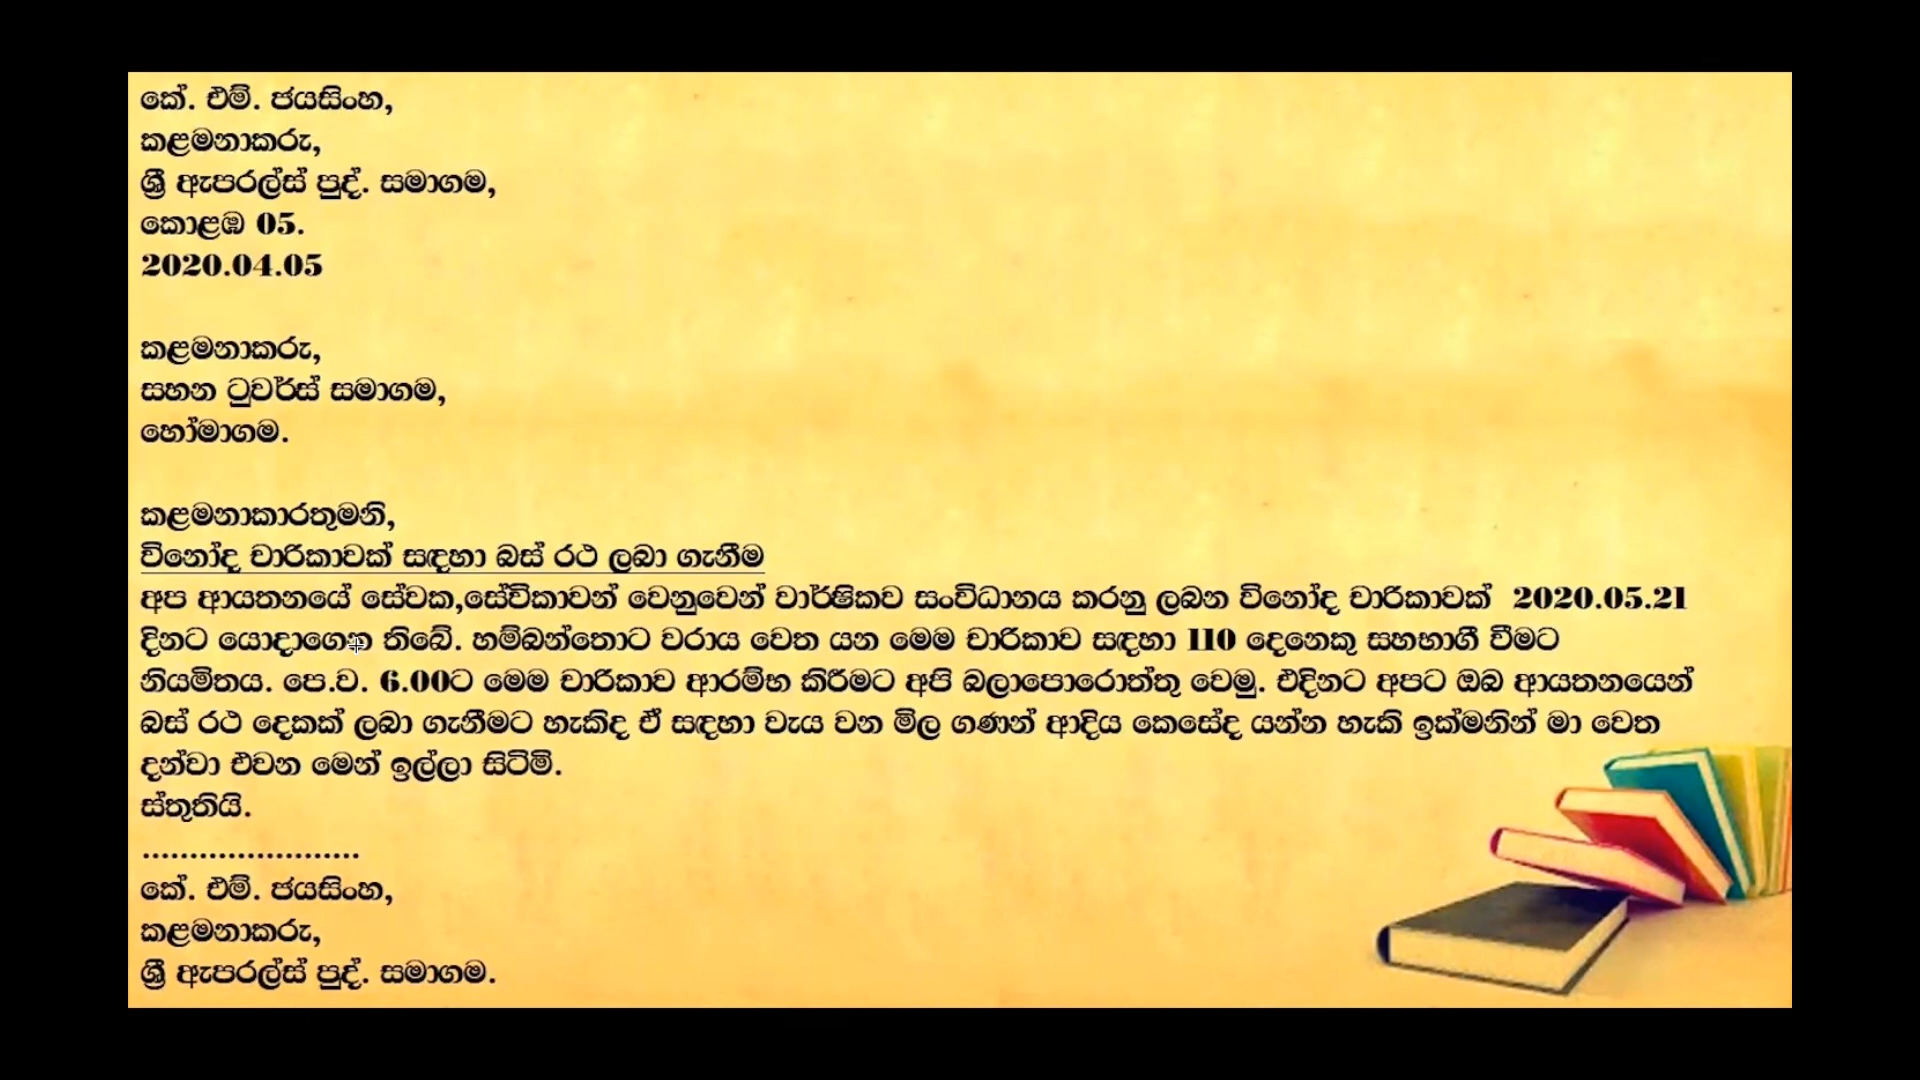 කේ. එම්. ජයසිංහ,
කළමනාකරු,
ශ්‍රී ඇපරල්ස් පුද්. සමාගම,
කොළඹ 05.
2020.04.05
කළමනාකරු,
සහන ටුවර්ස් සමාගම,
හෝමාගම.
කළමනාකාරතුමනි,
විනෝද චාරිකාවක් සඳහා බස් රථ ලබා ගැනීම
අප ආයතනයේ සේවක,සේවිකාවන් වෙනුවෙන් වාර්ෂිකව සංවිධානය කරනු ලබන විනෝද චාරිකාවක් 2020.05.21
දිනට යොදාගෙන තිබේ. හම්බන්තොට වරාය වෙත යන මෙම චාරිකාව සඳහා 110 දෙනෙකු සහභාගී වීමට
නියමිතය. පෙ.ව. 6.00ට මෙම චාරිකාව ආරම්භ කිරීමට අපි බලාපොරොත්තු වෙමු. එදිනට අපට ඔබ ආයතනයෙන්
බස් රථ දෙකක් ලබා ගැනීමට හැකිද ඒ සඳහා වැය වන මිල ගණන් ආදිය කෙසේද යන්න හැකි ඉක්මනින් මා වෙත
දන්වා එවන මෙන් ඉල්ලා සිටිමි.
ස්තුතියි.
.......................
කේ. එම්. ජයසිංහ,
කළමනාකරු,
ශ්‍රී ඇපරල්ස් පුද්. සමාගම.